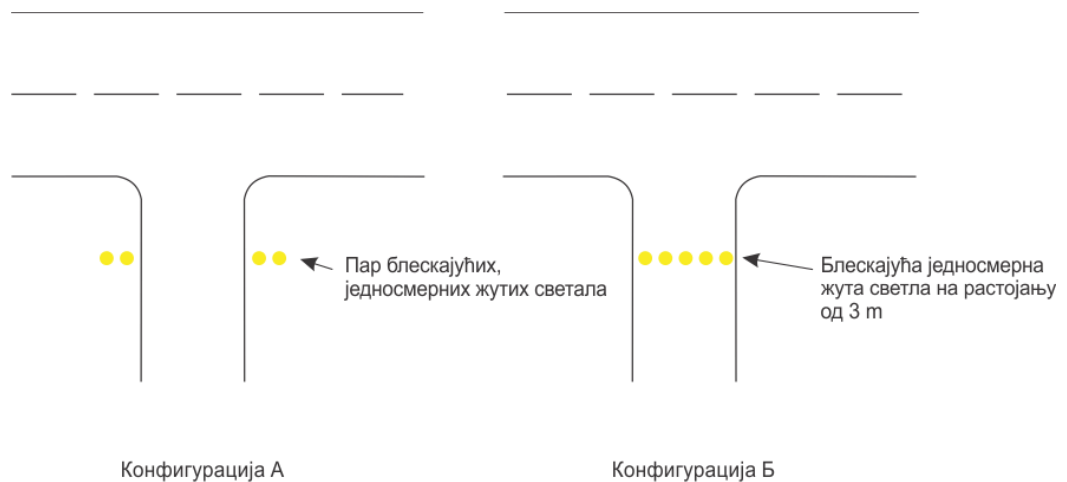 Пар блескајућих,
једносмерних жутих светала
Блескајућа једносмерна
жута светла на растојању
од 3 m
Конфигурација А
Конфигурација Б